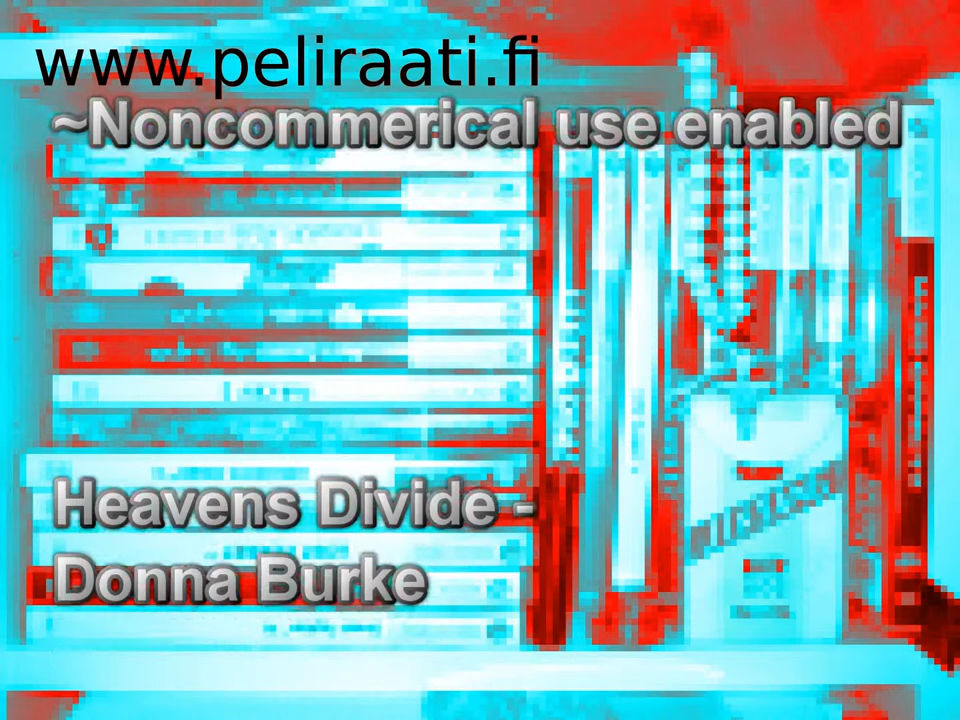 www.peliraati.fi
~Noncommerical use enabled
Heavens Divide -
Donna Burke